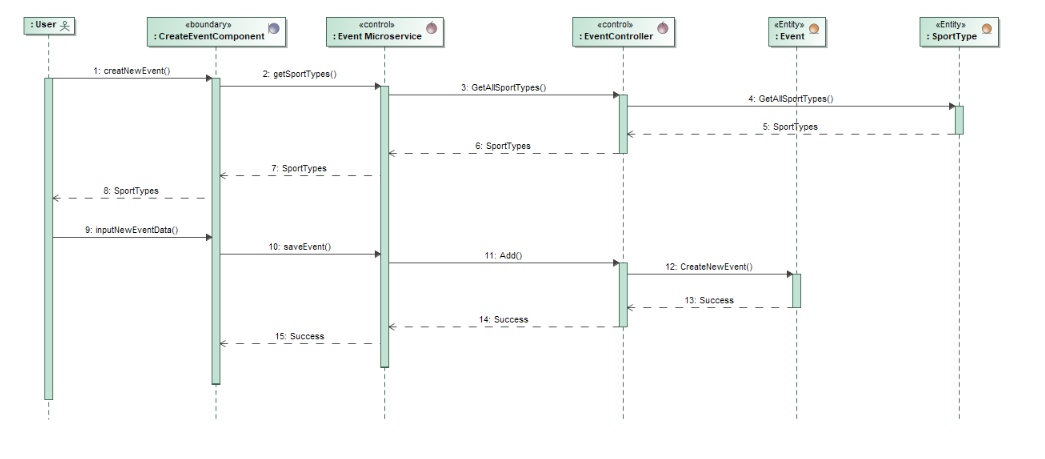 : User
«boundary»
: CreateEventComponent
«control»
: Event Microservice
«control»
: EventController
«Entity»
: Event
«Entity»
: SportType
1: creatNewEvent()
2: getSportTypes()
3: GetAllSportTypes()
4: GetAllSportTypes()
5: SportTypes
6: SportTypes
7: SportTypes
8: SportTypes
9: inputNewEventData()
10: saveEvent()
11: Add()
12: CreateNewEvent()
13: Success
14: Success
15: Success